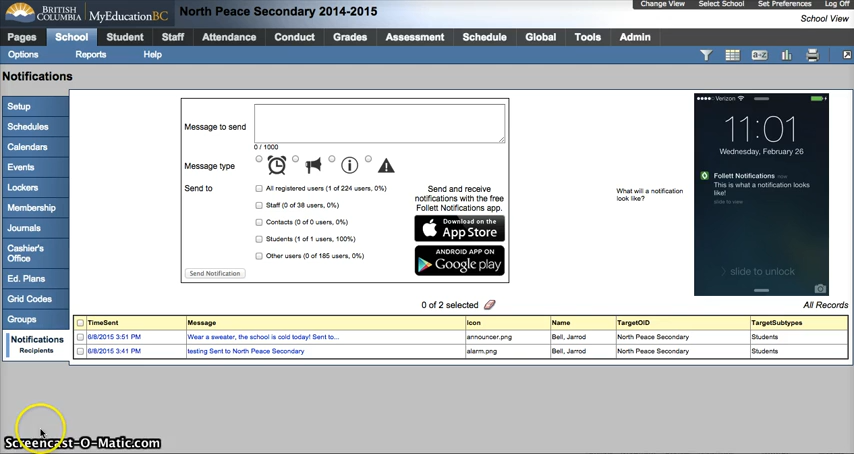 BRITISH COLUMBIA MyEducationBC
North Peace Secondary 2014-2015
Change View Select School Set Preferences Log Off
School View
Pages School Student Staff Attendance Conduct Grades Assessment Schedule Global Tools Admin
Options Reports Help
a-z
Notifications
Setup
Schedules
Calendars
Events
Lockers
Membership
Journals
Cashier's
Office
Ed. Plans
Grid Codes
Groups
Notifications
Recipients
Message to send
0 / 1000
Message type
Send to
All registered users (1 of 224 users, 0%)
Staff (0 of 38 users, 0%)
Contacts (0 of 0 users, 0%)
Students (1 of 1 users, 100%)
Other users (0 of 185 users, 0%)
Send Notification
Send and receive
notifications with the free
Follett Notifications app.
Download on the
App Store
ANDROID APP ON
Google play
What will a notification
look like?
Verizon
11:01
Wednesday, February 26
Follett Notifications now
This is what a notification looks
like!
slide to view
> slide to unlock
0 of 2 selected
All Records
TimeSent Message Icon Name TargetOID TargetSubtypes
6/8/2015 3:51 PM Wear a sweater, the school is cold today! Sent to... announcer.png Bell, Jarrod North Peace Secondary Students
6/8/2015 3:41 PM testing Sent to North Peace Secondary alarm.png Bell, Jarrod North Peace Secondary Students
Screencast-O-Matic.com